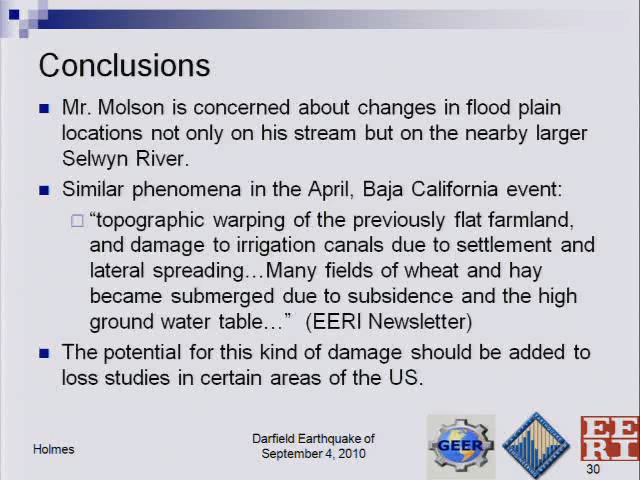 Conclusions
Mr. Molson is concerned about changes in flood plain
locations not only on his stream but on the nearby larger
Selwyn River.
Similar phenomena in the April, Baja California event:
“topographic warping of the previously flat farmland,
and damage to irrigation canals due to settlement and
lateral spreading…Many fields of wheat and hay
became submerged due to subsidence and the high
ground water table…” (EERI Newsletter)
The potential for this kind of damage should be added to
loss studies in certain areas of the US.
Holmes
Darfield Earthquake of
September 4, 2010
GEER
EE
RI
30